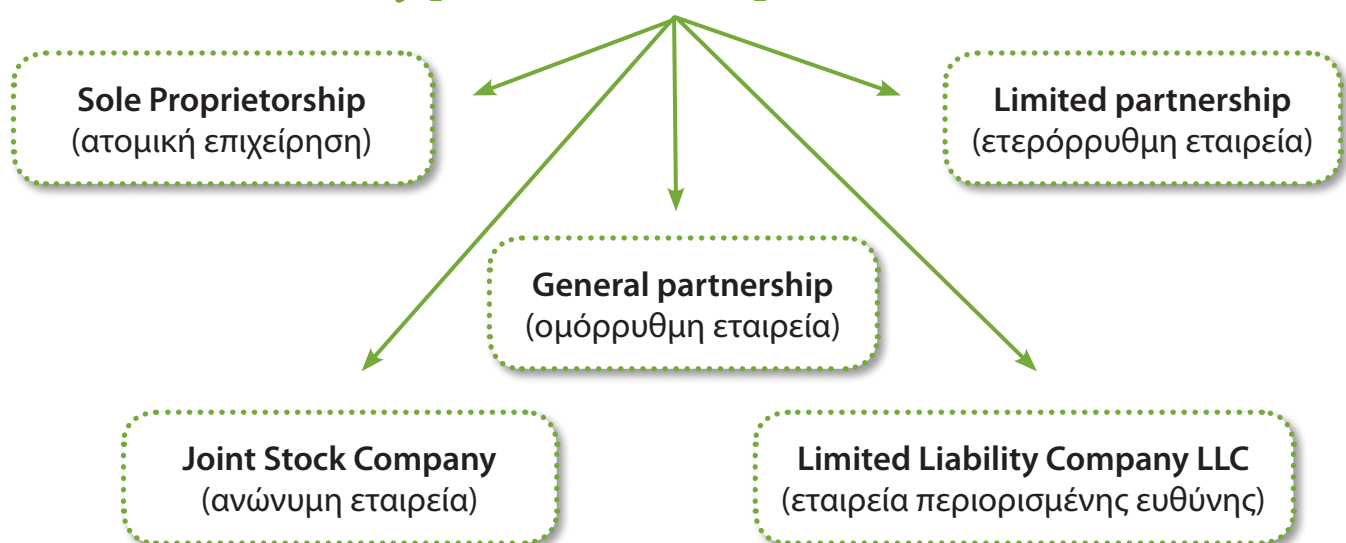 Sole Proprietorship
(ατομική επιχείρηση)
Limited partnership
(ετερόρρυθμη εταιρεία)
General partnership
(ομόρρυθμη εταιρεία)
Joint Stock Company
(ανώνυμη εταιρεία)
Limited Liability Company LLC
(εταιρεία περιορισμένης ευθύνης)